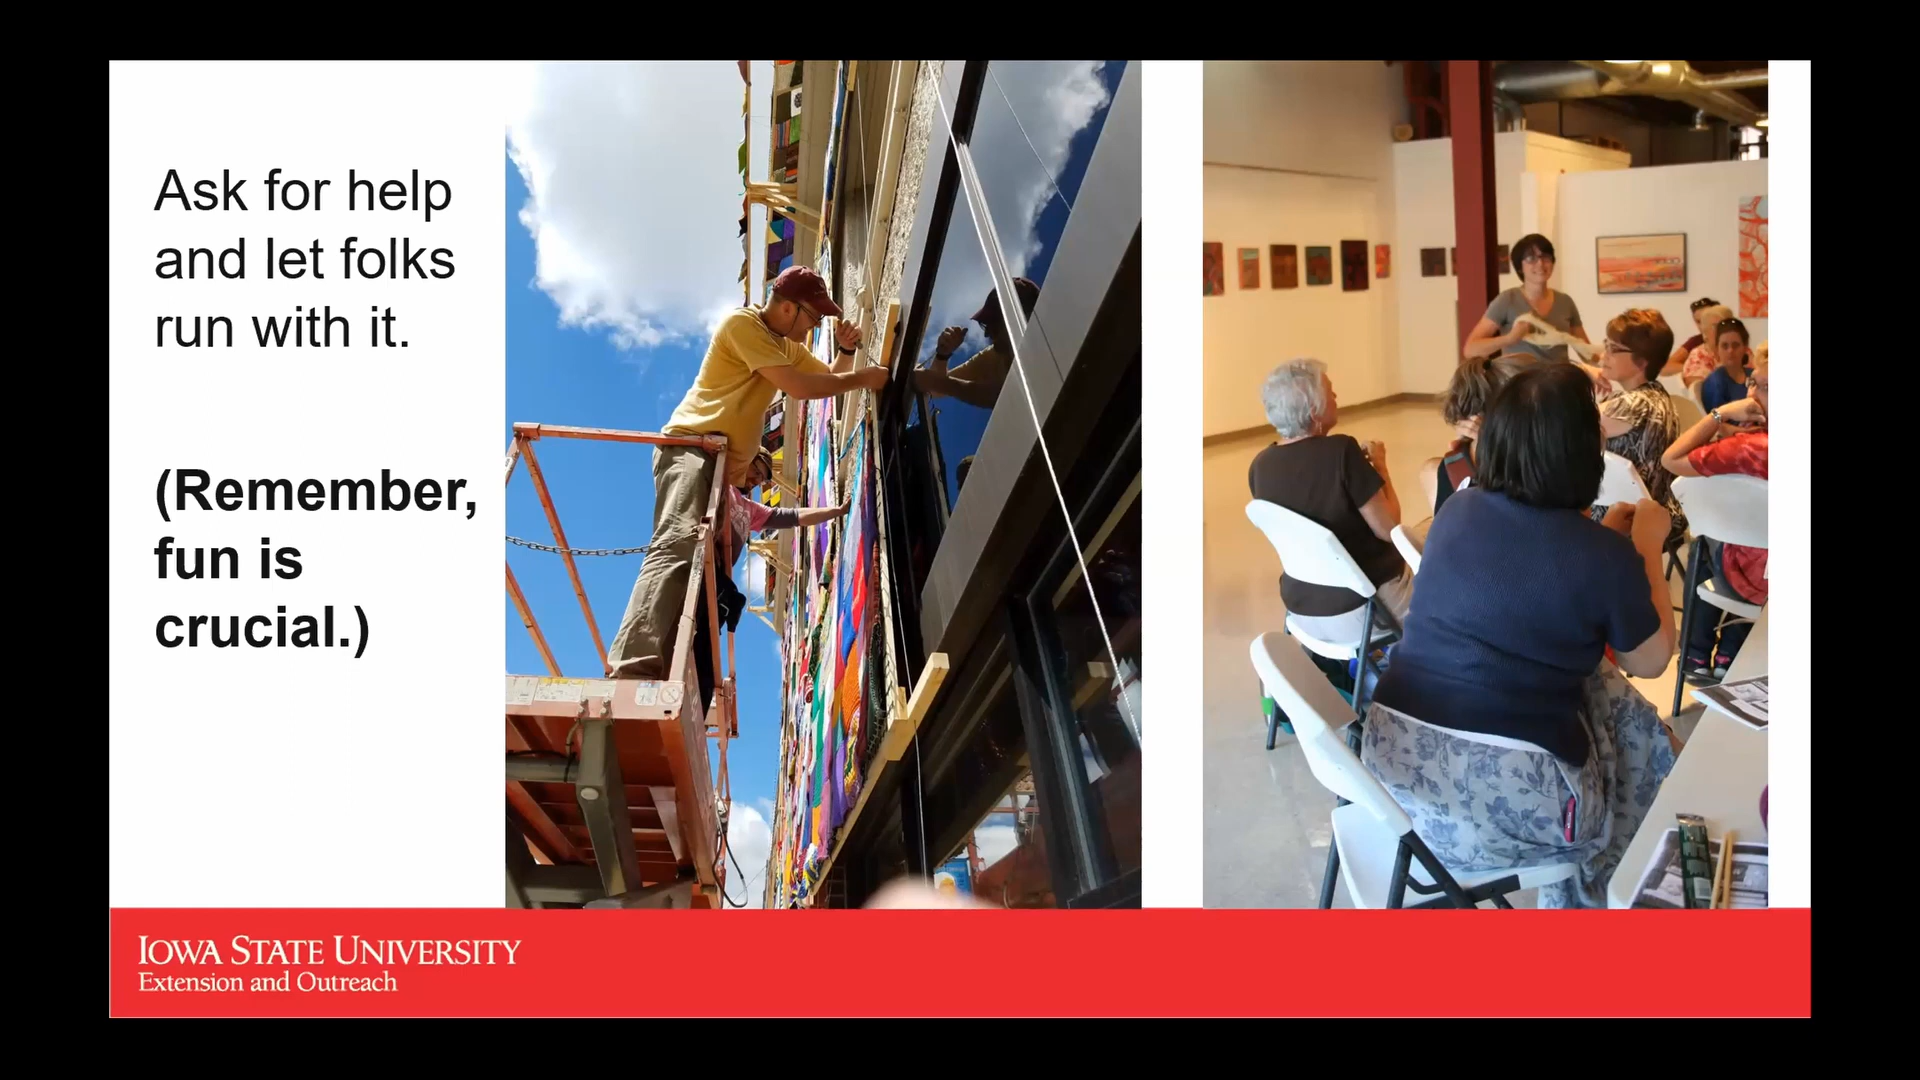 Ask for help
and let folks
run with it.
(Remember,
fun is
crucial.)
IOWA STATE UNIVERSITY
Extension and Outreach